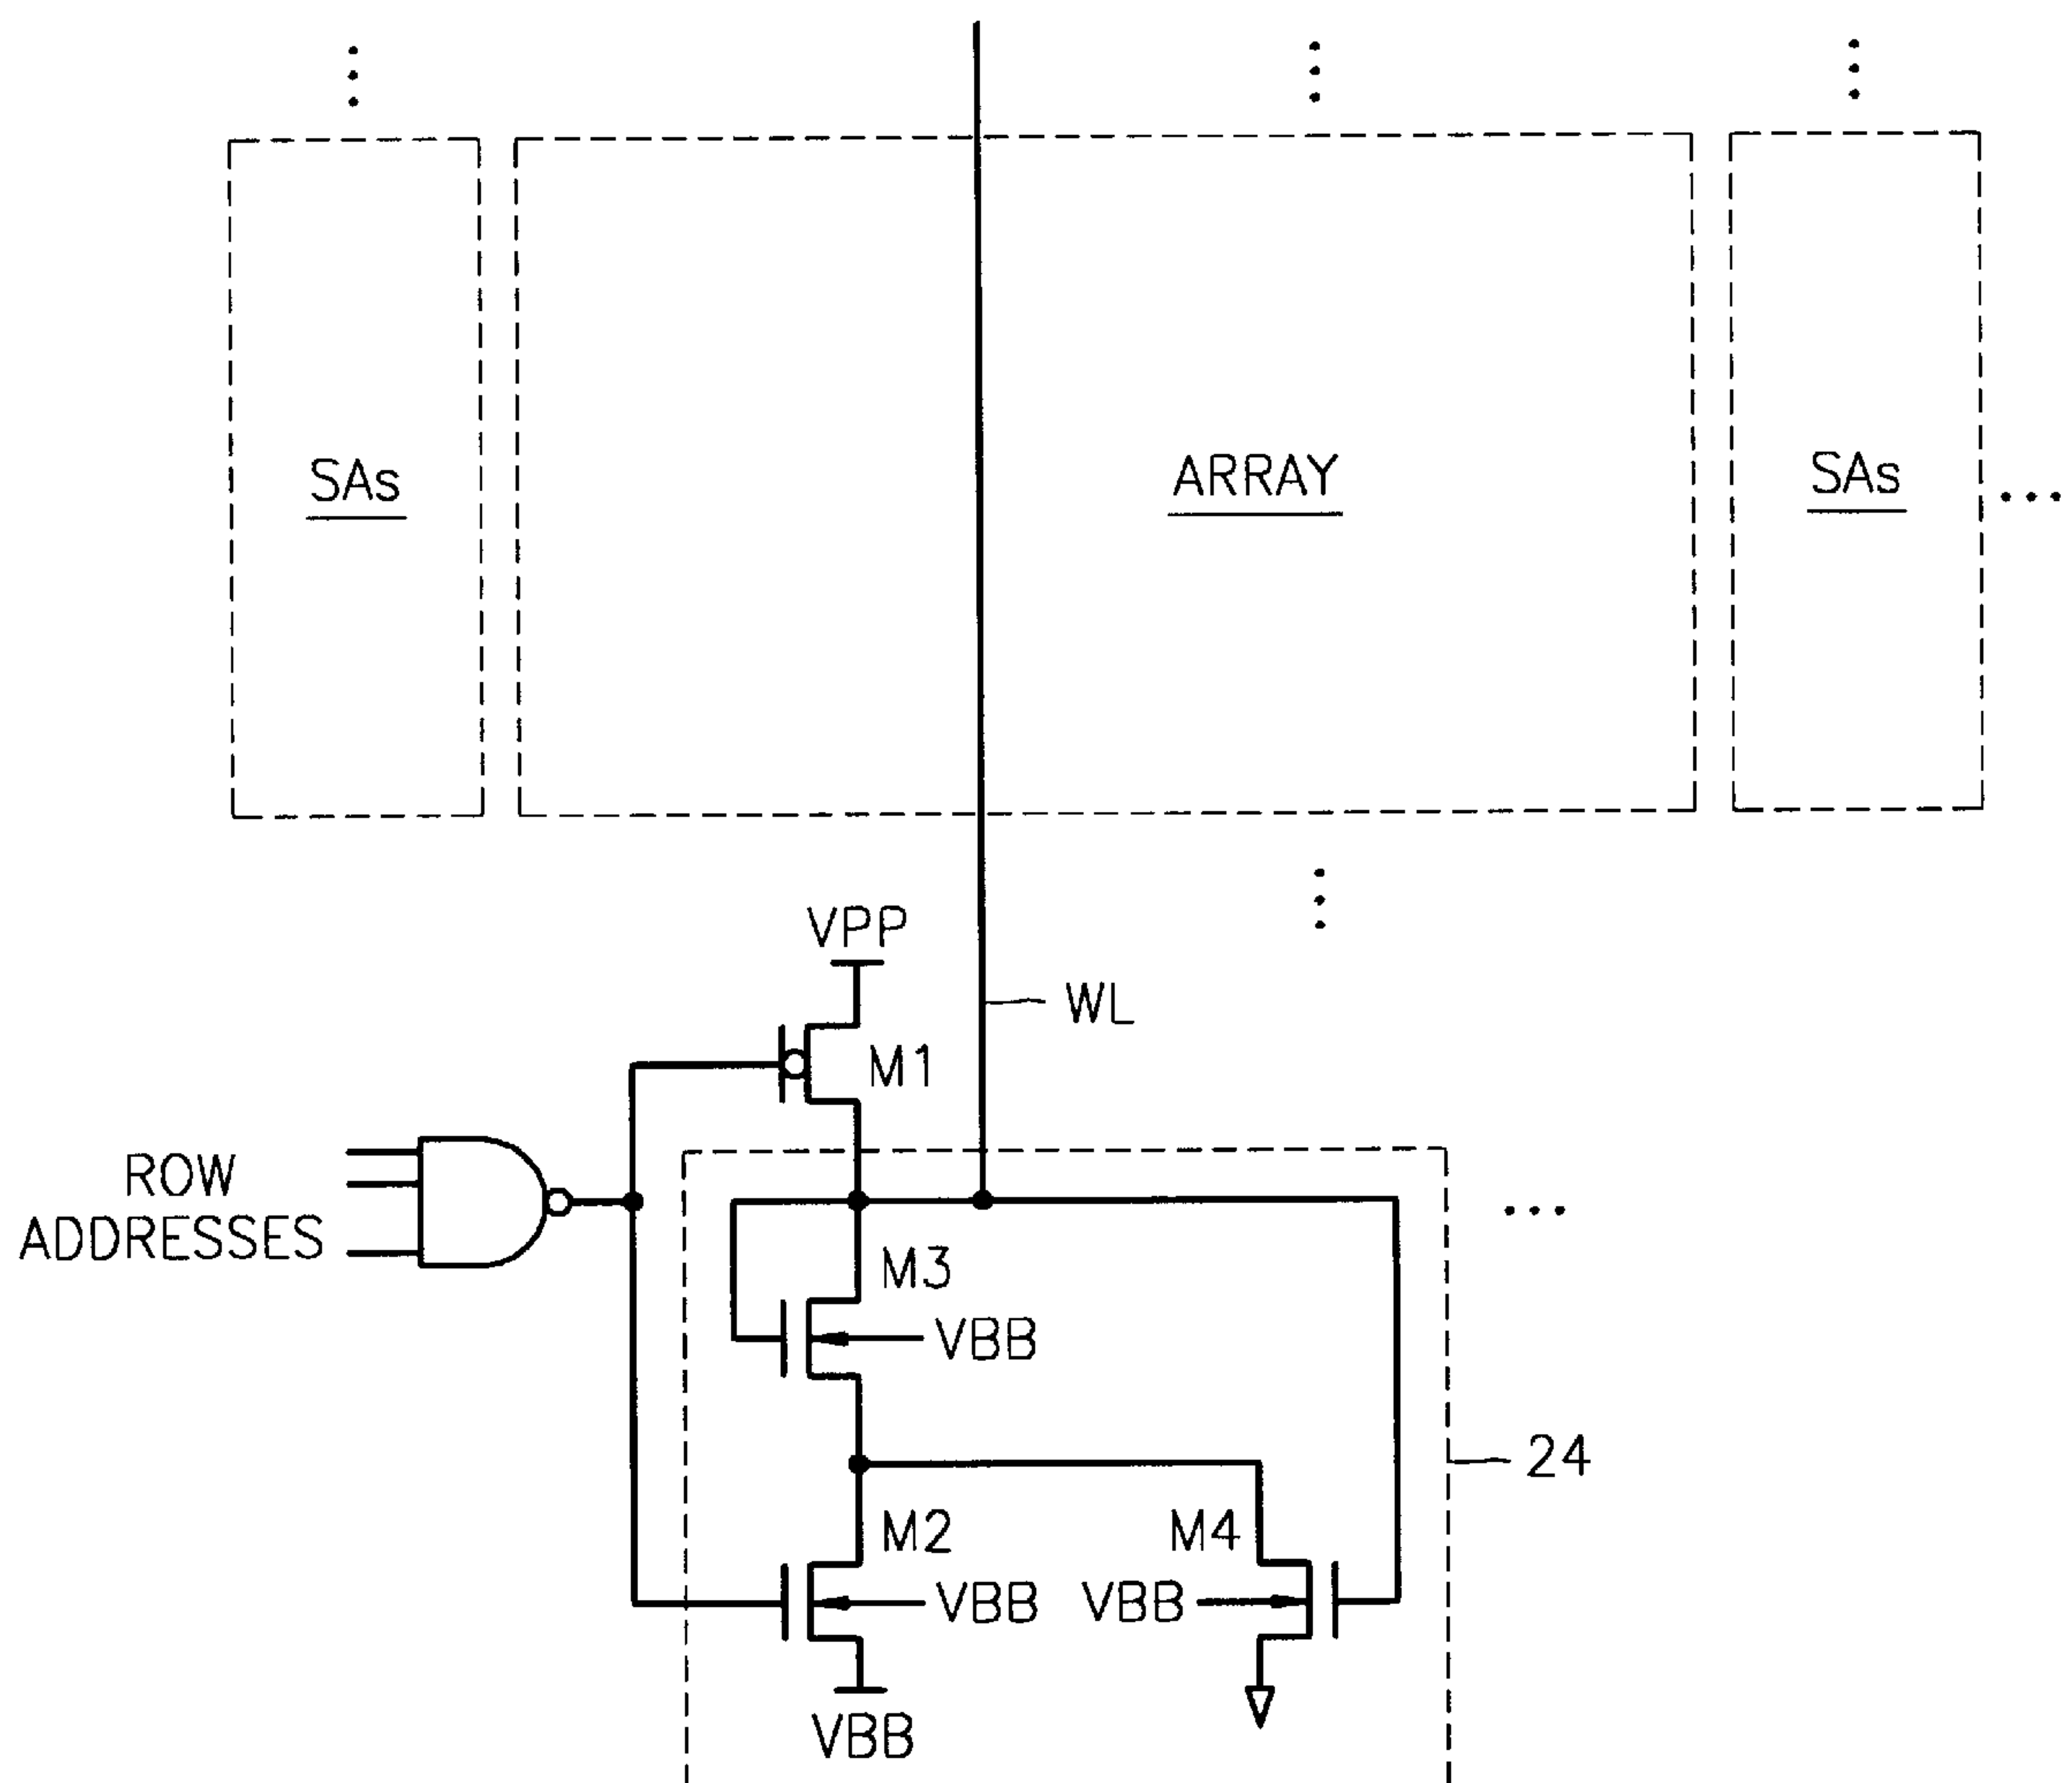 SAs
ARRAY
SAs
VPP
WL
M1
ROW
ADDRESSES
M3
VBB
24
M2
M4
VBB
VBB
VBB